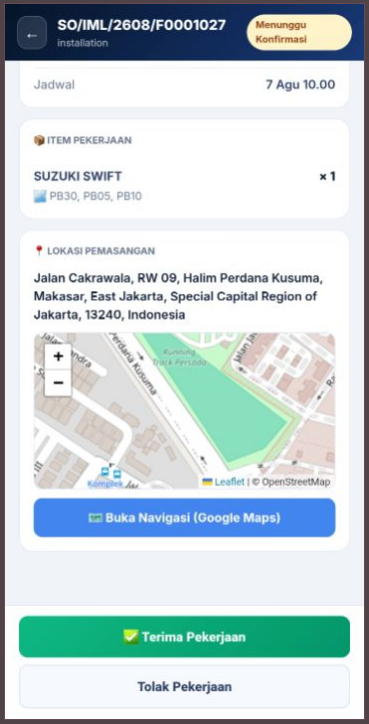 ←
SO/IML/2608/F0001027
installation
Menunggu
Konfirmasi
Jadwal
7 Agu 10.00
ITEM PEKERJAAN
SUZUKI SWIFT
× 1
PB30, PB05, PB10
LOKASI PEMASANGAN
Jalan Cakrawala, RW 09, Halim Perdana Kusuma,
Makasar, East Jakarta, Special Capital Region of
Jakarta, 13240, Indonesia
+
−
Perdana Kusuma
Running
Track Persada
Komplek
Leaflet | © OpenStreetMap
Buka Navigasi (Google Maps)
Terima Pekerjaan
Tolak Pekerjaan